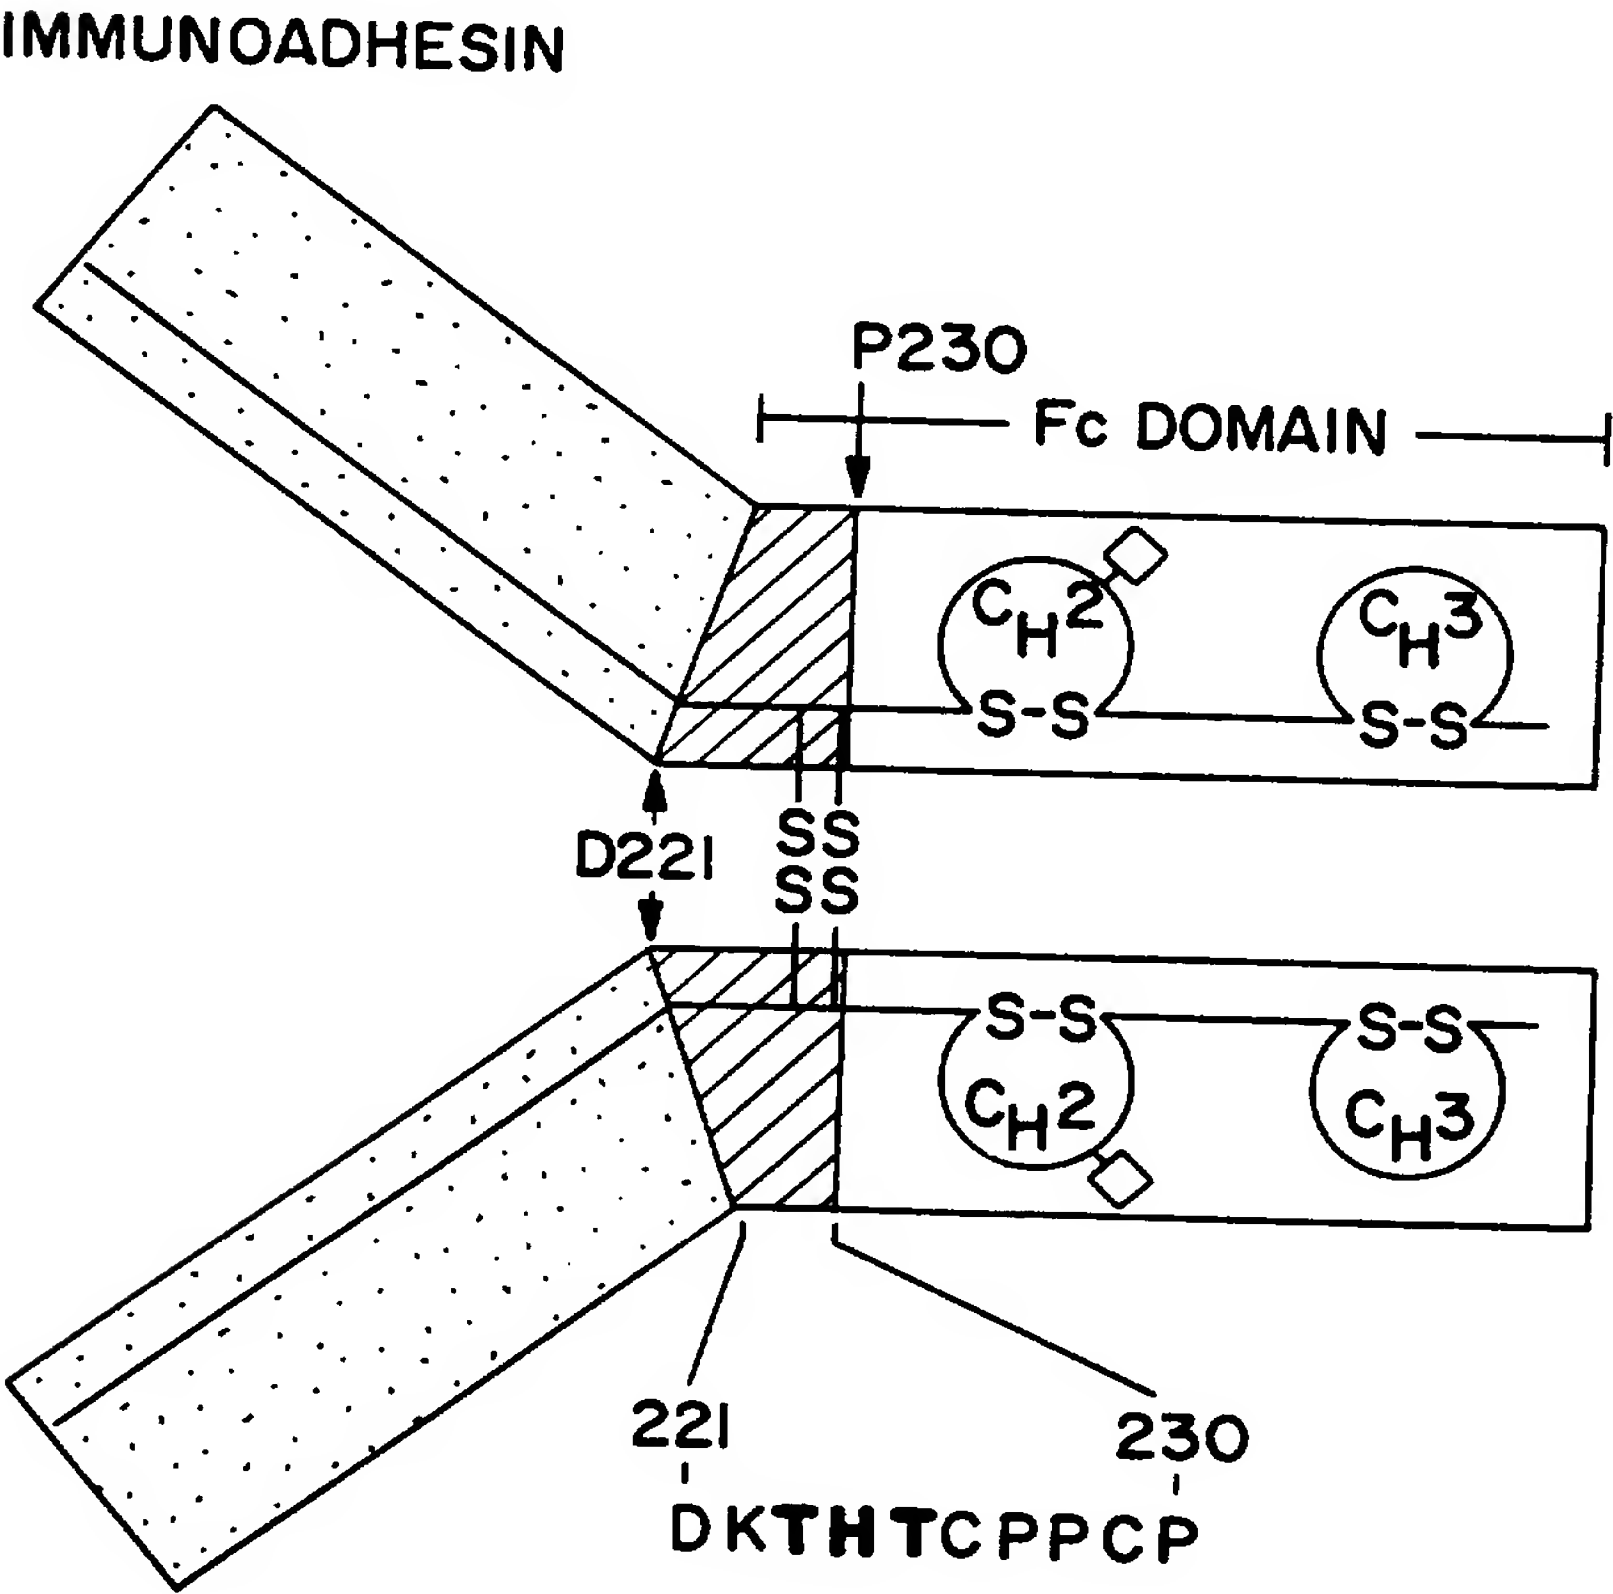 IMMUNOADHESIN
P230
Fc DOMAIN
CH2
CH3
S-S
S-S
D221
SS
SS
S-S
S-S
CH2
CH3
221
230
DKTHTCPPCP